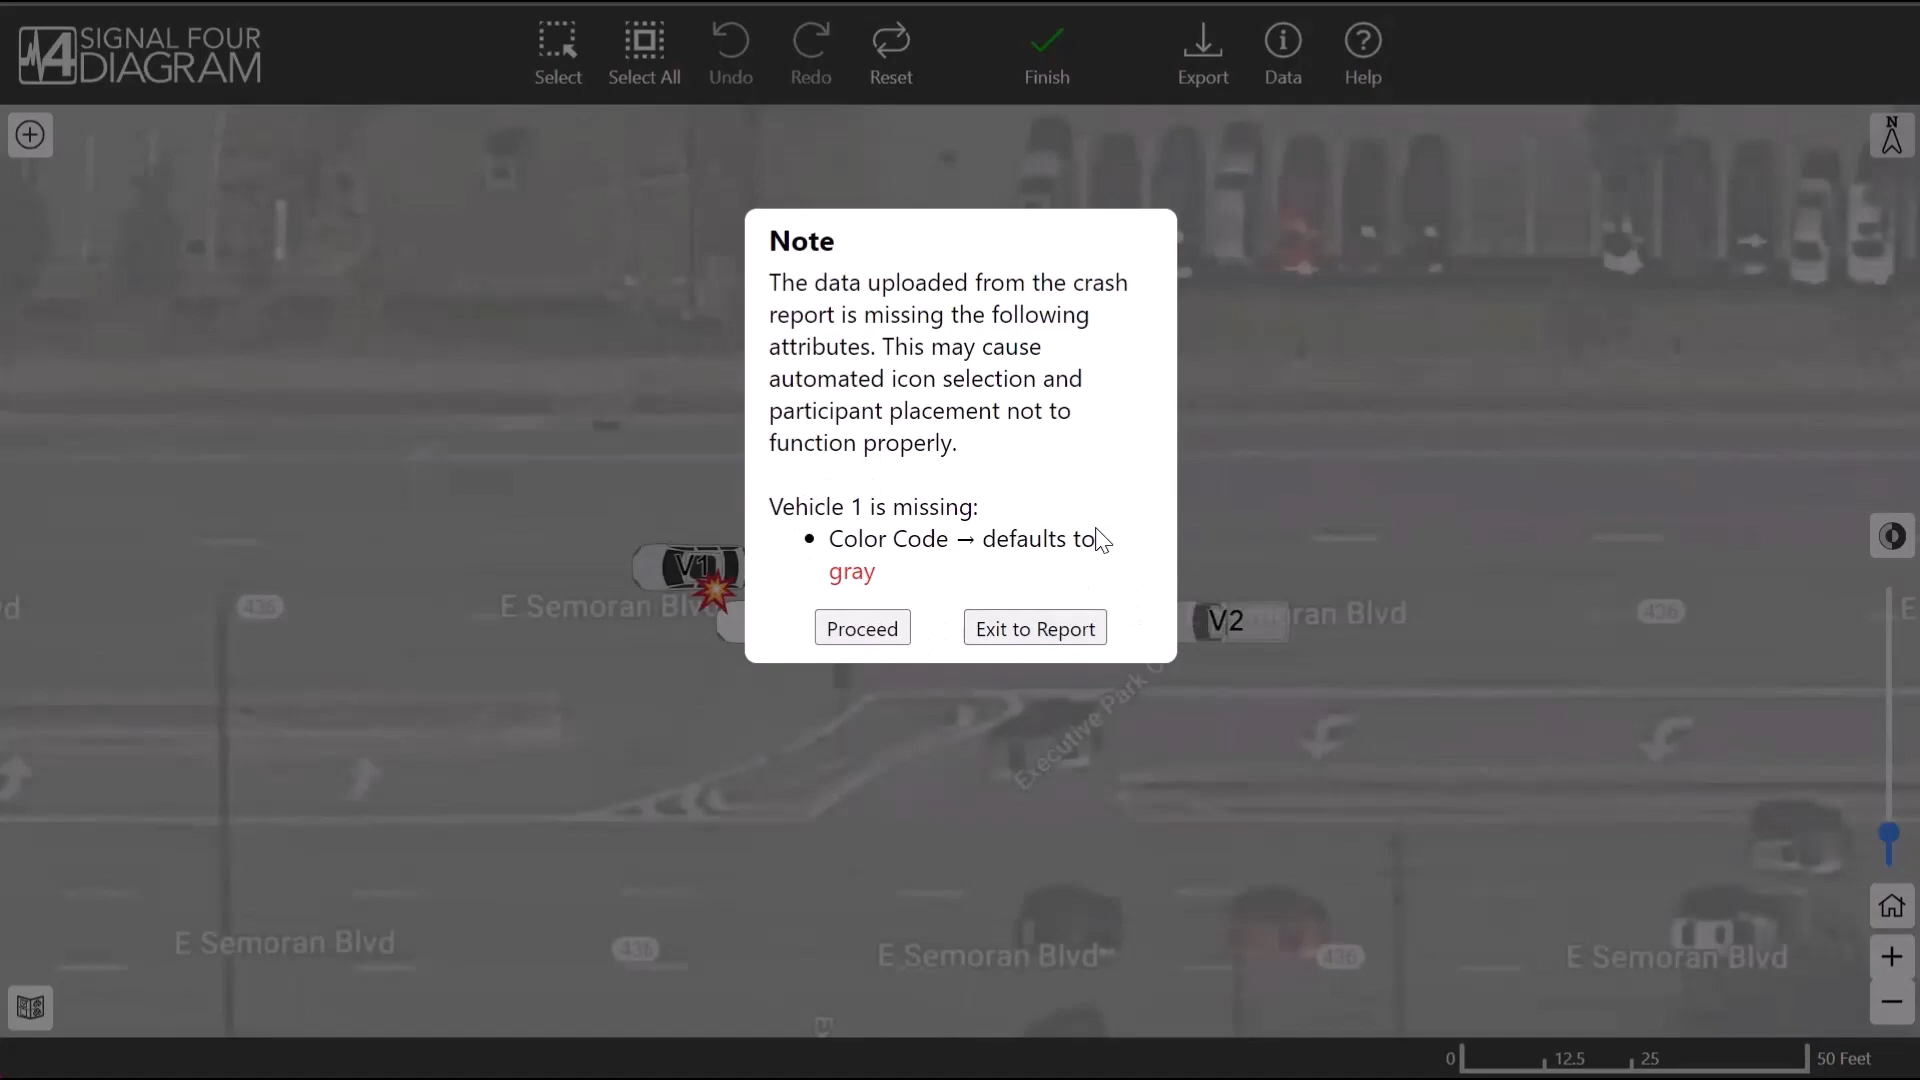 SIGNAL FOUR
DIAGRAM
Select
Select All
Undo
Redo
Reset
Finish
Export
Data
Help
N
Note
The data uploaded from the crash
report is missing the following
attributes. This may cause
automated icon selection and
participant placement not to
function properly.
Vehicle 1 is missing:
• Color Code → defaults to
gray
Proceed
Exit to Report
V1
V2
436
E Semoran Blv
ran Blvd
436
E
vd
Executive Park C
E Semoran Blvd
436
E Semoran Blvd
436
E Semoran Blvd
0
12.5
25
50 Feet